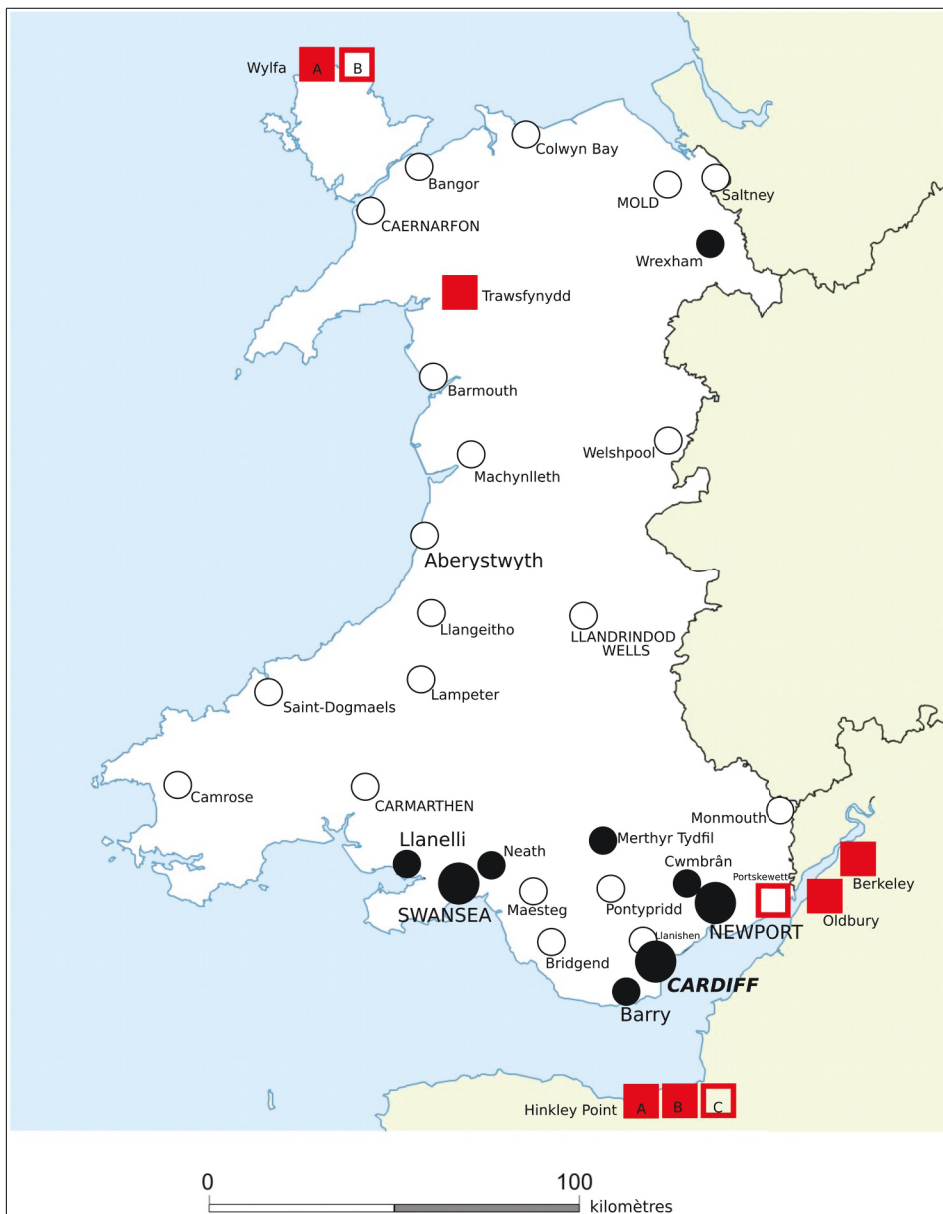 Wylfa A B
Colwyn Bay
Bangor
MOLD
Saltney
CAERNARFON
Wrexham
Trawsfynydd
Barmouth
Welshpool
Machynlleth
Aberystwyth
Llangeitho
LLANDRINDOD
WELLS
Lampeter
Saint-Dogmaels
Camrose
CARMARTHEN
Monmouth
Llanelli
Merthyr Tydfil
Neath
Cwmbrân
Portskewett
Berkeley
SWANSEA
Maesteg
Pontypridd
Oldbury
NEWPORT
Llanishen
Bridgend
CARDIFF
Barry
Hinkley Point A B C
0 100
kilomètres